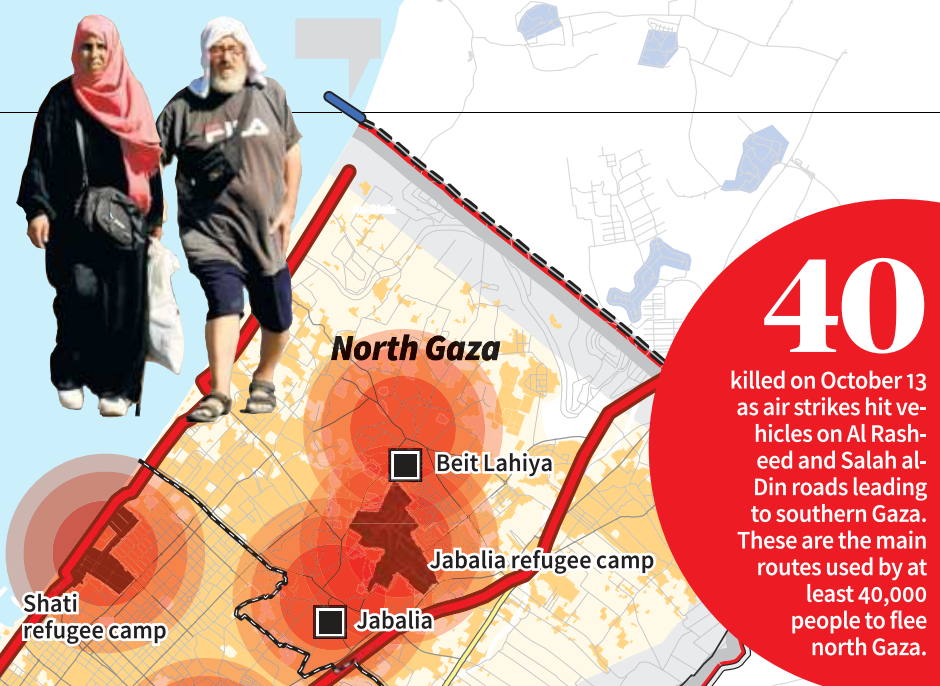 FILA
North Gaza
Beit Lahiya
Jabalia refugee camp
Shati
refugee camp
Jabalia
40
killed on October 13
as air strikes hit ve-
hicles on Al Rash-
eed and Salah al-
Din roads leading
to southern Gaza.
These are the main
routes used by at
least 40,000
people to flee
north Gaza.